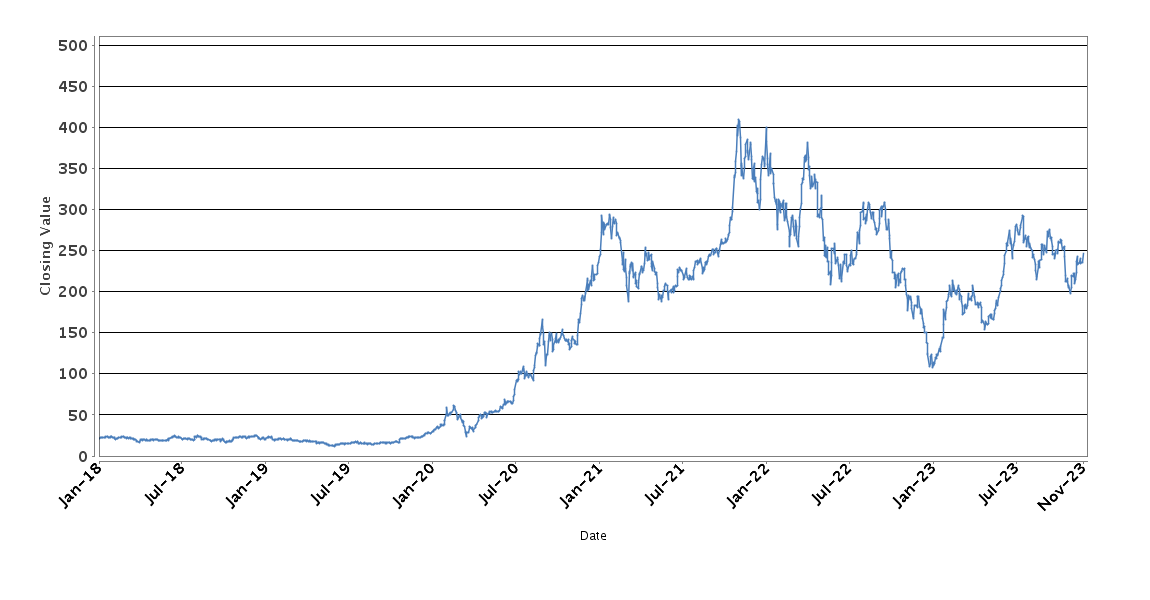 500
450
400
350
300
250
200
150
100
50
0
Closing Value
Jan-18
Jul-18
Jan-19
Jul-19
Jan-20
Jul-20
Jan-21
Jul-21
Jan-22
Jul-22
Jan-23
Jul-23
Nov-23
Date